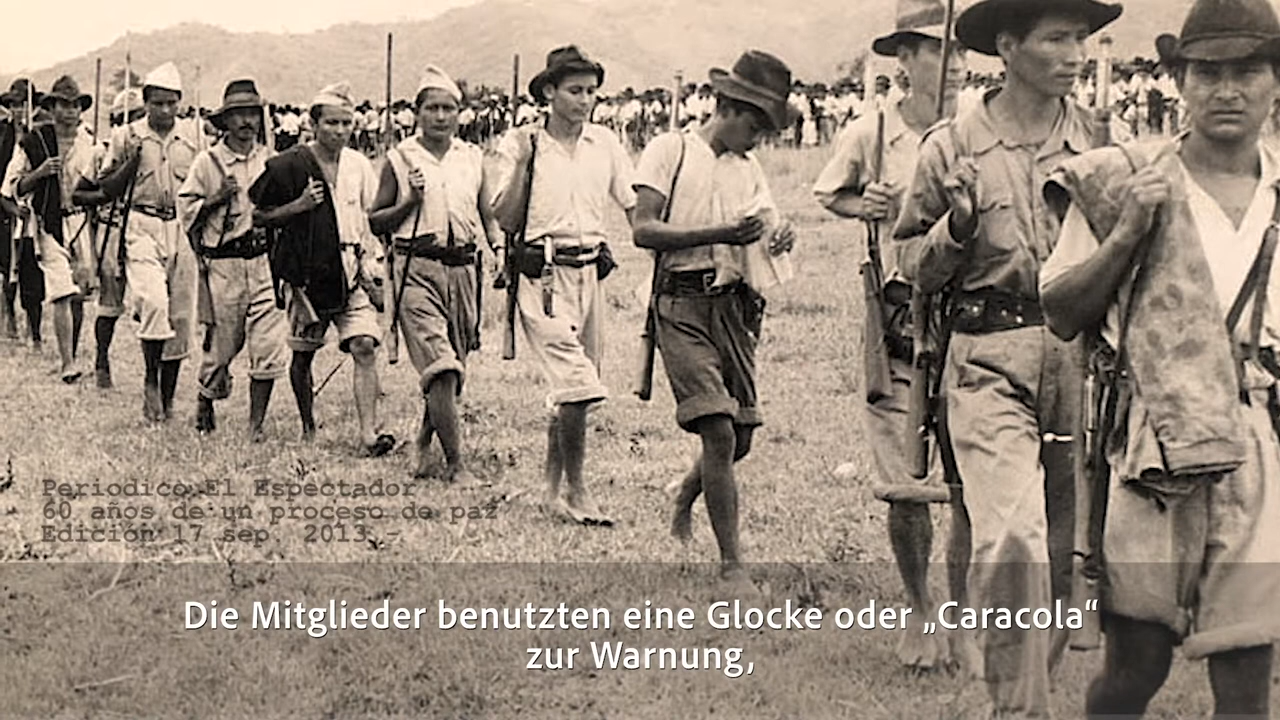 Periodico El Espectador
60 años de un proceso de paz
Edición 17 sep. 2013 -
Die Mitglieder benutzten eine Glocke oder „Caracola“
zur Warnung,